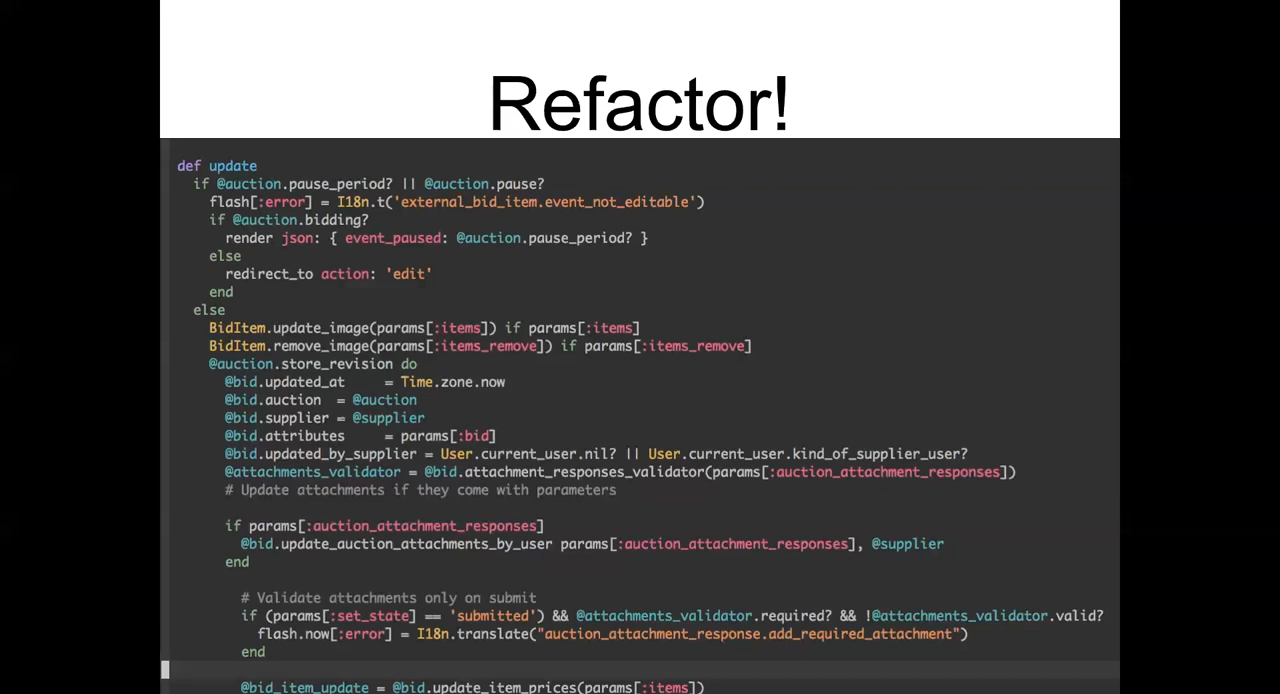 Refactor!
def update
if @auction.pause_period? || @auction.pause?
flash[:error] = I18n.t('external_bid_item.event_not_editable')
if @auction.bidding?
render json: { event_paused: @auction.pause_period? }
else
redirect_to action: 'edit'
end
else
BidItem.update_image(params[:items]) if params[:items]
BidItem.remove_image(params[:items_remove]) if params[:items_remove]
@auction.store_revision do
@bid.updated_at     = Time.zone.now
@bid.auction  = @auction
@bid.supplier = @supplier
@bid.attributes     = params[:bid]
@bid.updated_by_supplier = User.current_user.nil? || User.current_user.kind_of_supplier_user?
@attachments_validator = @bid.attachment_responses_validator(params[:auction_attachment_responses])
# Update attachments if they come with parameters
if params[:auction_attachment_responses]
@bid.update_auction_attachments_by_user params[:auction_attachment_responses], @supplier
end
# Validate attachments only on submit
if (params[:set_state] == 'submitted') && @attachments_validator.required? && !@attachments_validator.valid?
flash.now[:error] = I18n.translate("auction_attachment_response.add_required_attachment")
end
@bid_item_update = @bid.update_item_prices(params[:items])